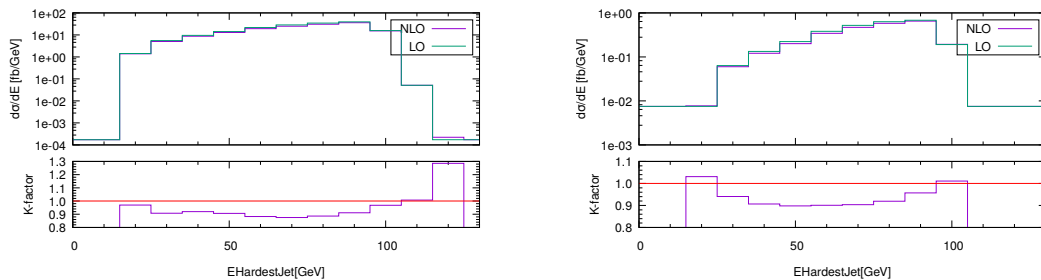 1e+02
1e+01
1e+00
1e-01
1e-02
1e-03
1e-04
dσ/dE [fb/GeV]
NLO
LO
1.3
1.2
1.1
1.0
0.9
0.8
K-factor
0 50 100
EHardestJet[GeV]
1e+00
1e-01
1e-02
1e-03
dσ/dE [fb/GeV]
NLO
LO
1.1
1.0
0.9
0.8
K-factor
0 50 100
EHardestJet[GeV]